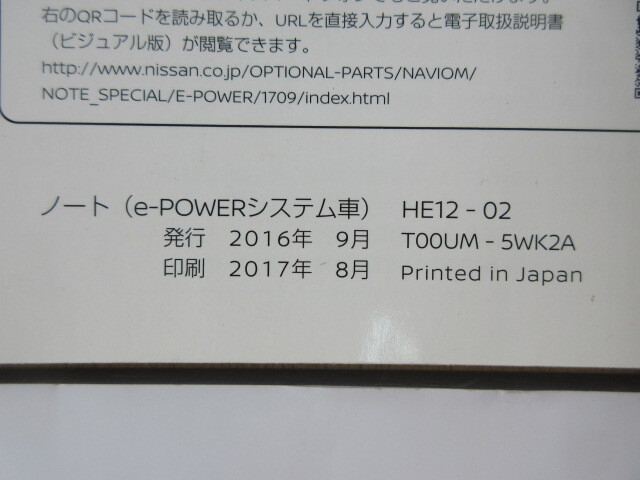 右のQRコードを読み取るか、URLを直接入力すると電子取扱説明書
（ビジュアル版）が閲覧できます。
http://www.nissan.co.jp/OPTIONAL-PARTS/NAVIOM/
NOTE_SPECIAL/E-POWER/1709/index.html
ノート（e-POWERシステム車） HE12 - 02
発行 2016年 9月 T00UM - 5WK2A
印刷 2017年 8月 Printed in Japan